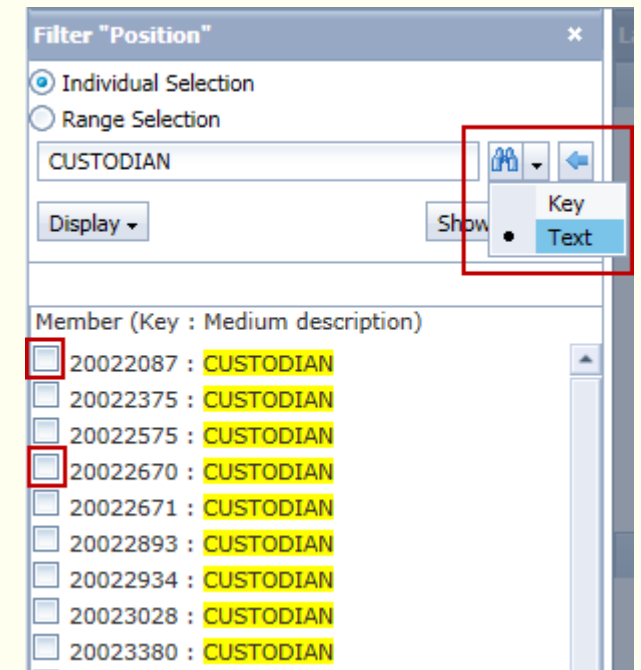 Filter "Position"
Individual Selection
Range Selection
CUSTODIAN
Key
Display
Show
Text
Member (Key : Medium description)
20022087 : CUSTODIAN
20022375 : CUSTODIAN
20022575 : CUSTODIAN
20022670 : CUSTODIAN
20022671 : CUSTODIAN
20022893 : CUSTODIAN
20022934 : CUSTODIAN
20023028 : CUSTODIAN
20023380 : CUSTODIAN